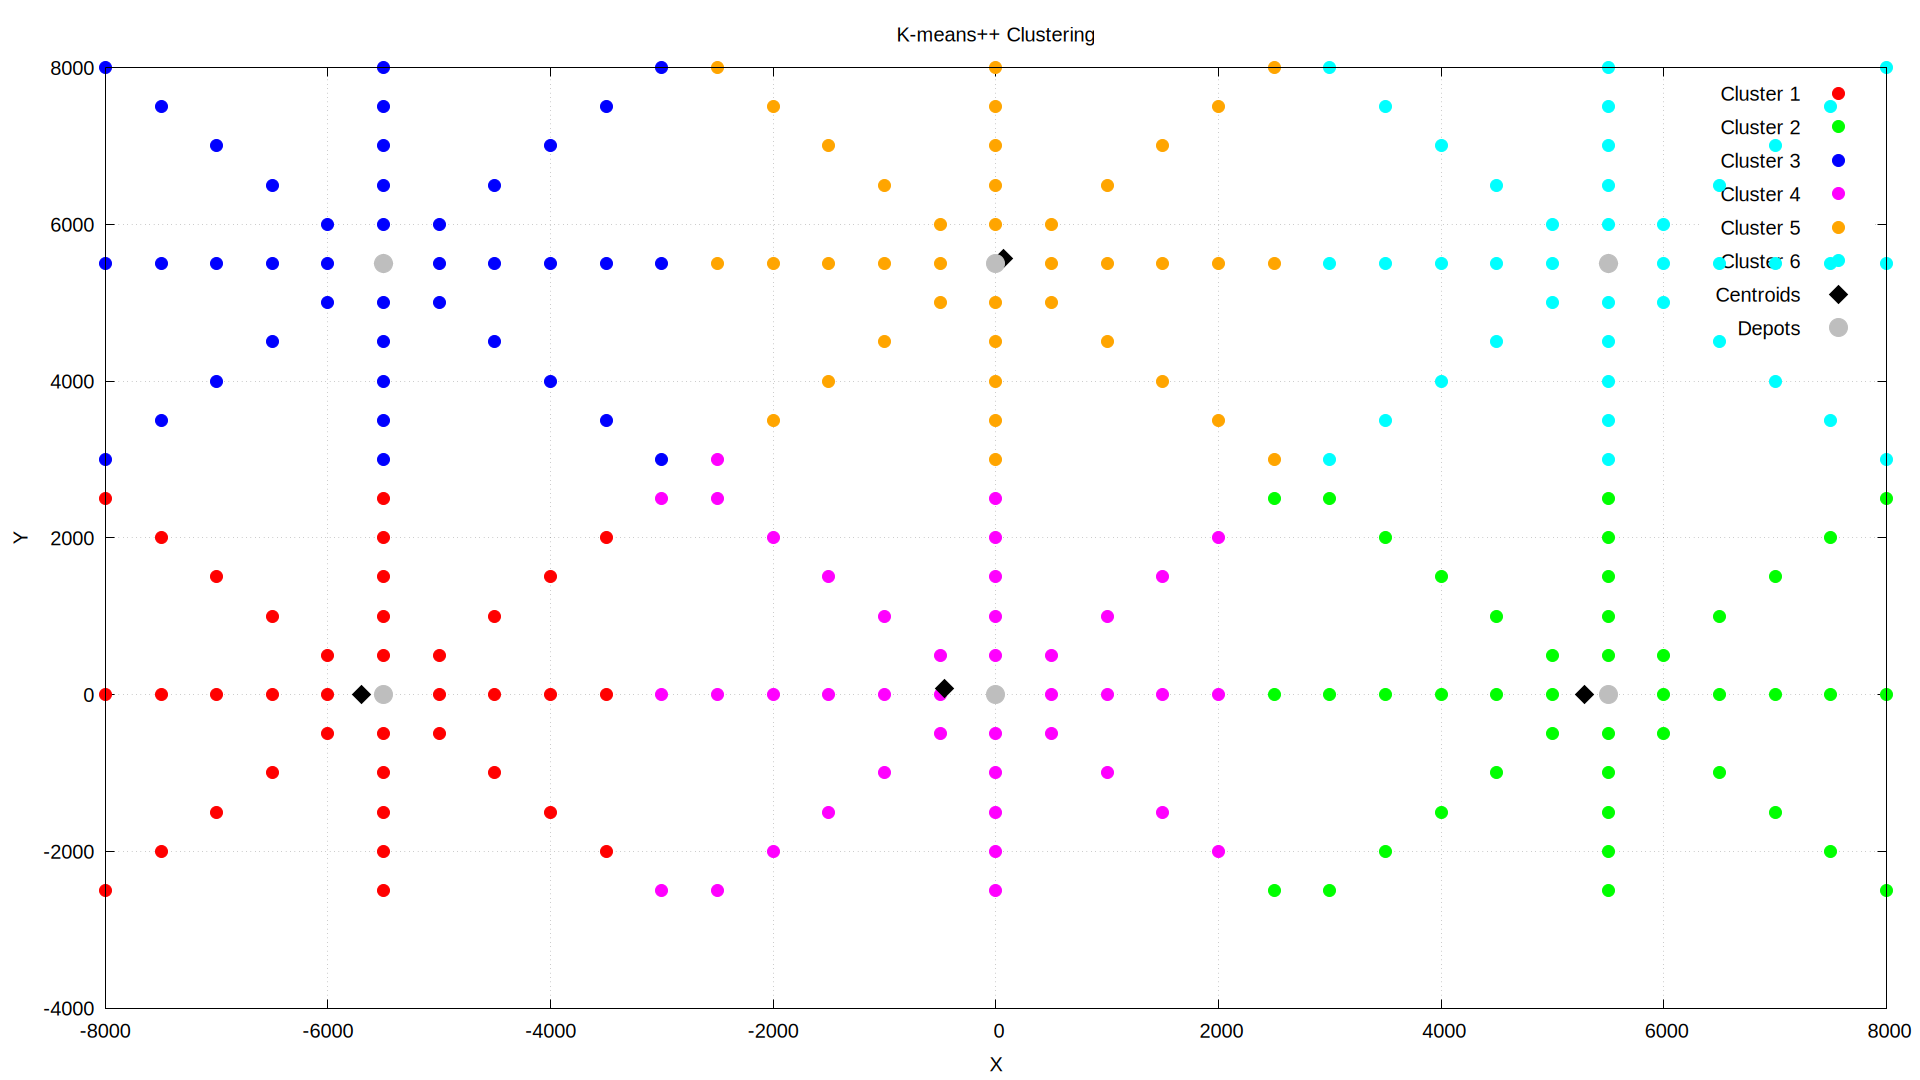 K-means++ Clustering
8000
6000
4000
2000
0
-2000
-4000
Y
Cluster 1
Cluster 2
Cluster 3
Cluster 4
Cluster 5
Cluster 6
Centroids
Depots
-8000 -6000 -4000 -2000 0 2000 4000 6000 8000
X